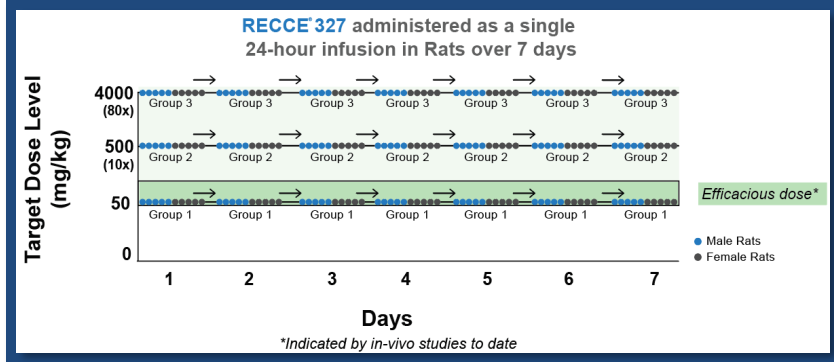 RECCE® 327 administered as a single
24-hour infusion in Rats over 7 days
Target Dose Level
(mg/kg)
4000
(80x)
Group 3 Group 3 Group 3 Group 3 Group 3 Group 3 Group 3
500
(10x)
Group 2 Group 2 Group 2 Group 2 Group 2 Group 2 Group 2
Efficacious dose*
50
Group 1 Group 1 Group 1 Group 1 Group 1 Group 1 Group 1
Male Rats
Female Rats
0
1 2 3 4 5 6 7
Days
*Indicated by in-vivo studies to date